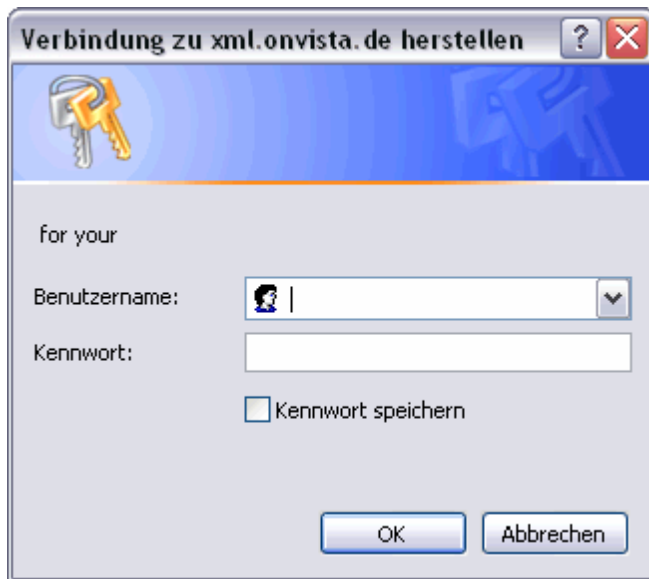 Verbindung zu xml.onvista.de herstellen
for your
Benutzername:
Kennwort:
Kennwort speichern
OK Abbrechen